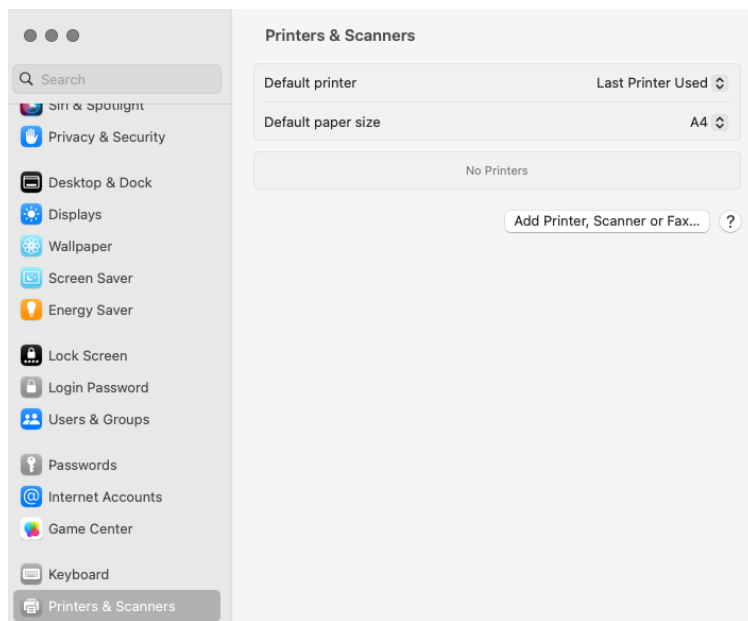 Search
Siri & Spotlight
Privacy & Security
Desktop & Dock
Displays
Wallpaper
Screen Saver
Energy Saver
Lock Screen
Login Password
Users & Groups
Passwords
Internet Accounts
Game Center
Keyboard
Printers & Scanners
Printers & Scanners
Default printer Last Printer Used
Default paper size A4
No Printers
Add Printer, Scanner or Fax... ?